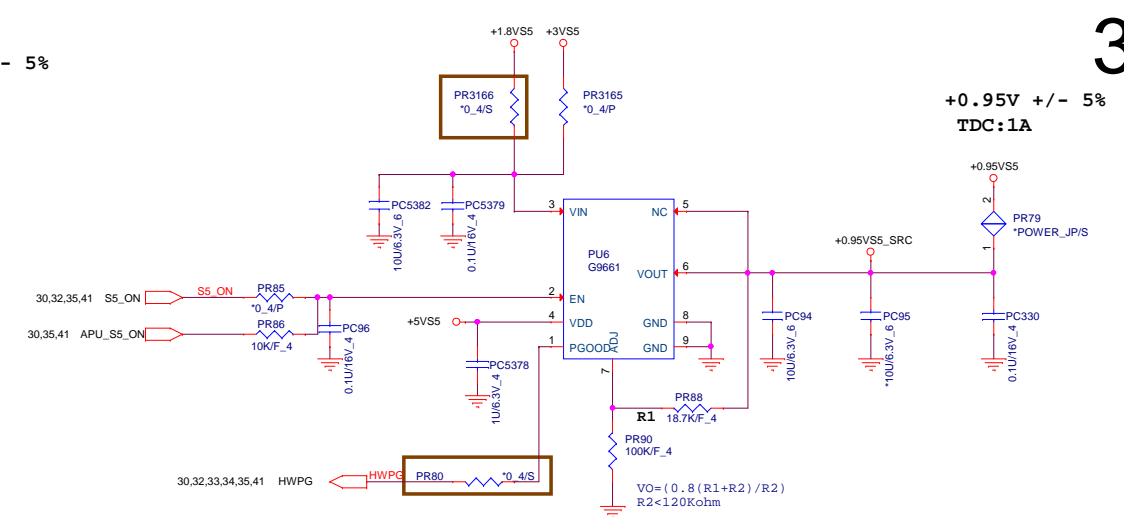 - 5%
+1.8VS5 +3VS5
3
PR3166
*0_4/S
PR3165
*0_4/P
+0.95V +/- 5%
TDC:1A
+0.95VS5
2
PR79
*POWER_JP/S
1
PC5382
10U/6.3V_6
PC5379
0.1U/16V_4
3 VIN
NC 5
PU6
G9661
VOUT 6
+0.95VS5_SRC
30,32,35,41 S5_ON
S5_ON
PR85
*0_4/P
2 EN
30,35,41 APU_S5_ON
PR86
10K/F_4
PC96
0.1U/16V_4
+5VS5
4 VDD
GND 8
1 PGOOD
GND 9
ADJ
7
PC5378
1U/6.3V_4
PC94
10U/6.3V_6
PC95
*10U/6.3V_6
PC330
0.1U/16V_4
R1
PR88
18.7K/F_4
PR90
100K/F_4
30,32,33,34,35,41 HWPG
HWPG
PR80
*0_4/S
VO=(0.8(R1+R2)/R2)
R2<120Kohm